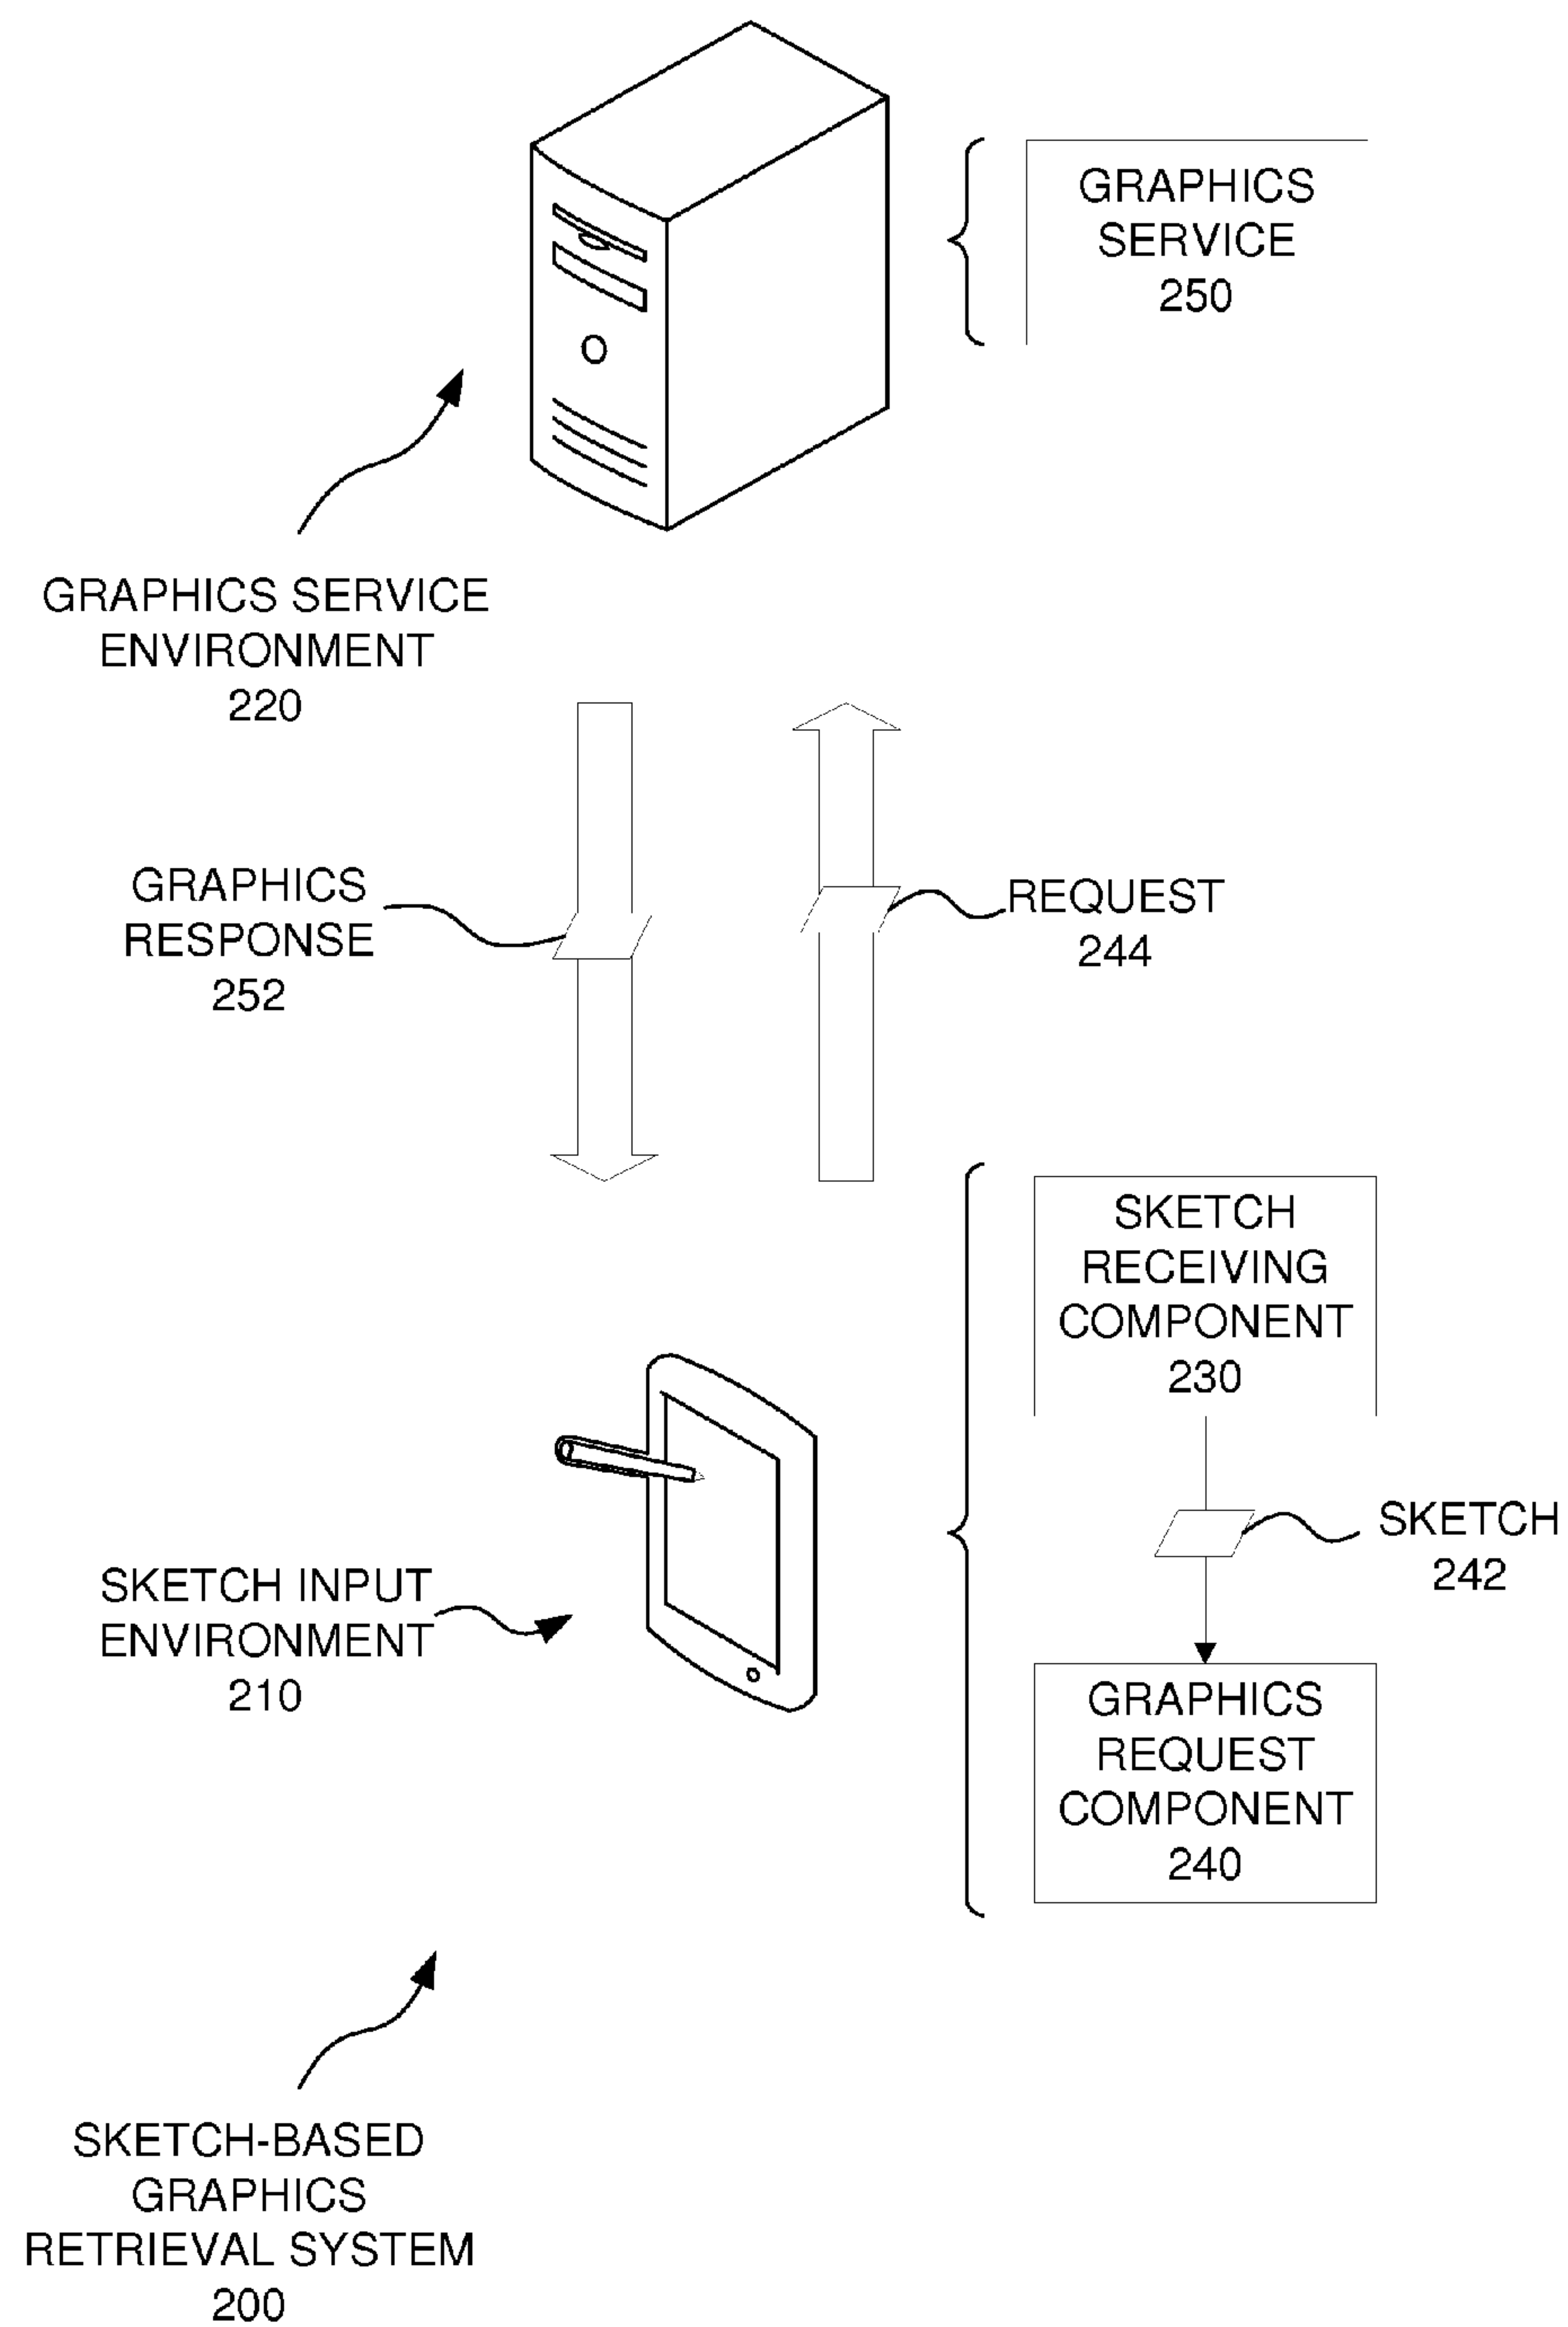 GRAPHICS
SERVICE
250
GRAPHICS SERVICE
ENVIRONMENT
220
GRAPHICS
RESPONSE
252
REQUEST
244
SKETCH
RECEIVING
COMPONENT
230
SKETCH
242
SKETCH INPUT
ENVIRONMENT
210
GRAPHICS
REQUEST
COMPONENT
240
SKETCH-BASED
GRAPHICS
RETRIEVAL SYSTEM
200